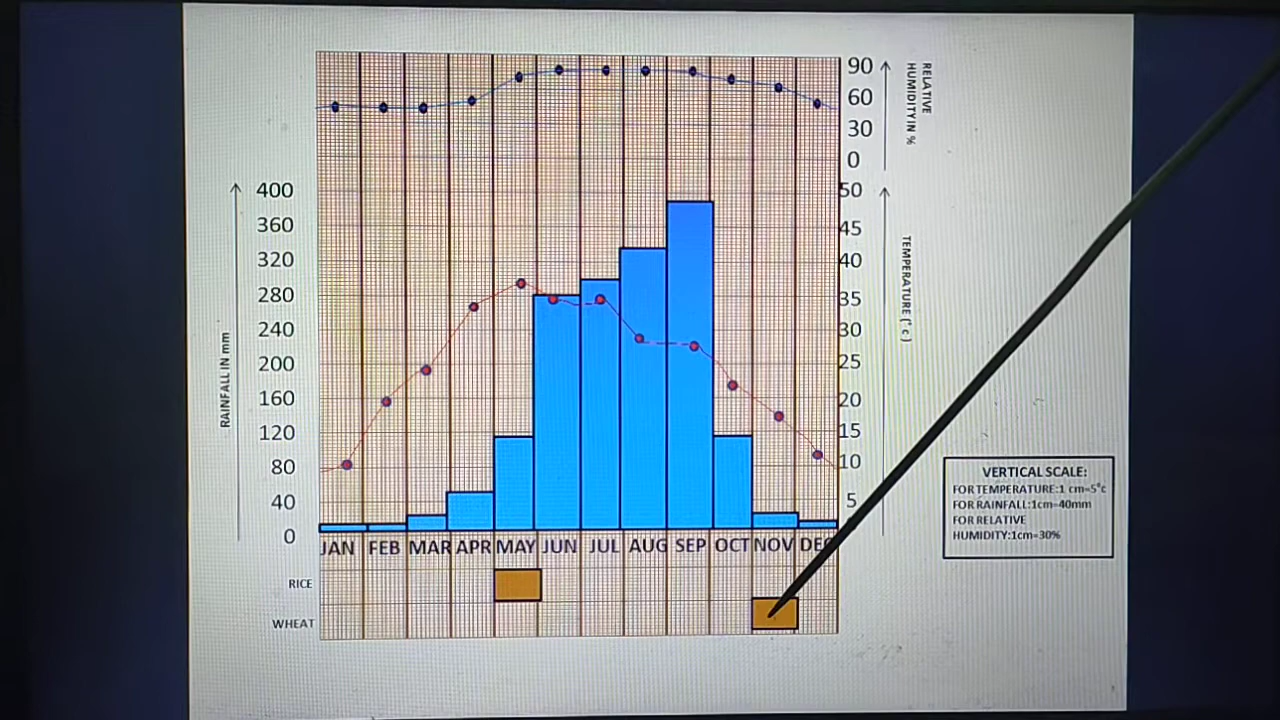 90
60
30
0
RELATIVE
HUMIDITY IN %
400
360
320
280
240
200
160
120
80
40
0
RAINFALL IN mm
50
45
40
35
30
25
20
15
10
5
0
TEMPERATURE (°c)
JAN FEB MAR APR MAY JUN JUL AUG SEP OCT NOV DEC
RICE
WHEAT
VERTICAL SCALE:
FOR TEMPERATURE:1 cm=5°c
FOR RAINFALL:1cm=40mm
FOR RELATIVE
HUMIDITY:1cm=30%